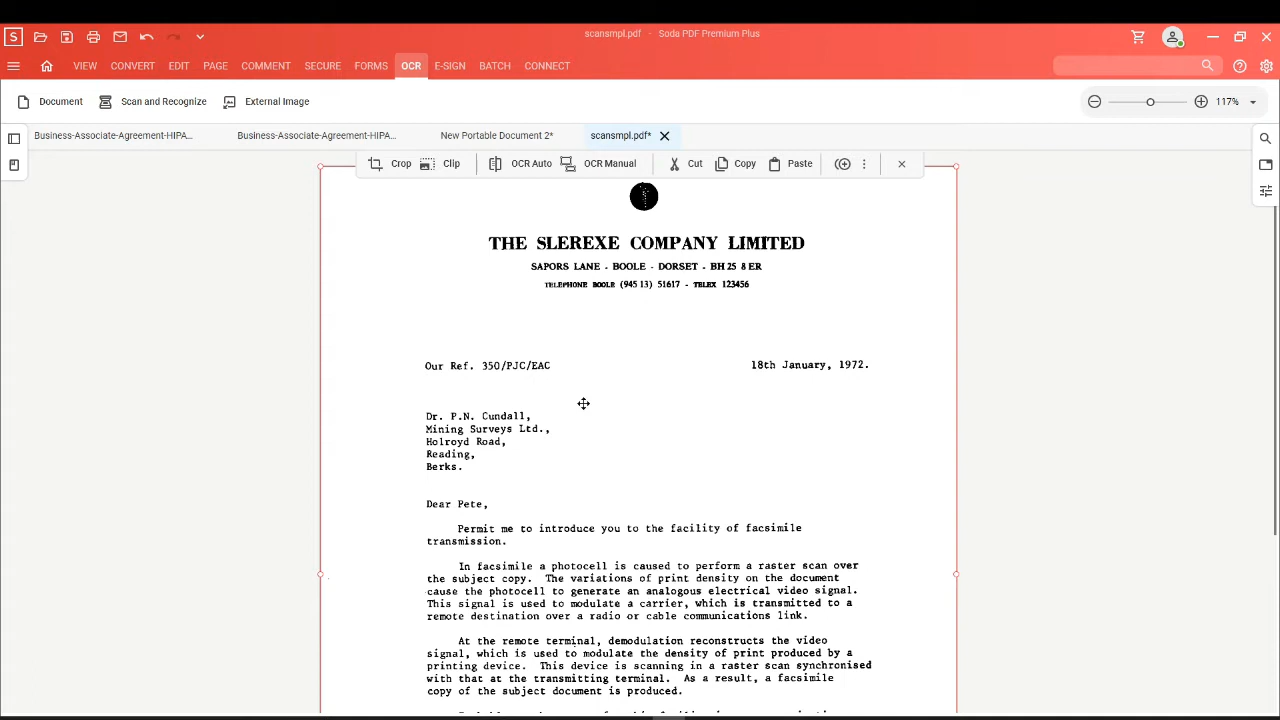 scansmpl.pdf - Soda PDF Premium Plus
VIEW CONVERT EDIT PAGE COMMENT SECURE FORMS OCR E-SIGN BATCH CONNECT
Document Scan and Recognize External Image 117%
Business-Associate-Agreement-HIPA... Business-Associate-Agreement-HIPA... New Portable Document 2* scansmpl.pdf*
Crop Clip OCR Auto OCR Manual Cut Copy Paste
THE SLEREXE COMPANY LIMITED
SAPORS LANE - BOOLE - DORSET - BH 25 8 ER
TELEPHONE BOOLE (945 13) 51617 - TELEX 123456
Our Ref. 350/PJC/EAC 18th January, 1972.
Dr. P.N. Cundall,
Mining Surveys Ltd.,
Holroyd Road,
Reading,
Berks.
Dear Pete,
Permit me to introduce you to the facility of facsimile
transmission.
In facsimile a photocell is caused to perform a raster scan over
the subject copy. The variations of print density on the document
cause the photocell to generate an analogous electrical video signal.
This signal is used to modulate a carrier, which is transmitted to a
remote destination over a radio or cable communications link.
At the remote terminal, demodulation reconstructs the video
signal, which is used to modulate the density of print produced by a
printing device. This device is scanning in a raster scan synchronised
with that at the transmitting terminal. As a result, a facsimile
copy of the subject document is produced.